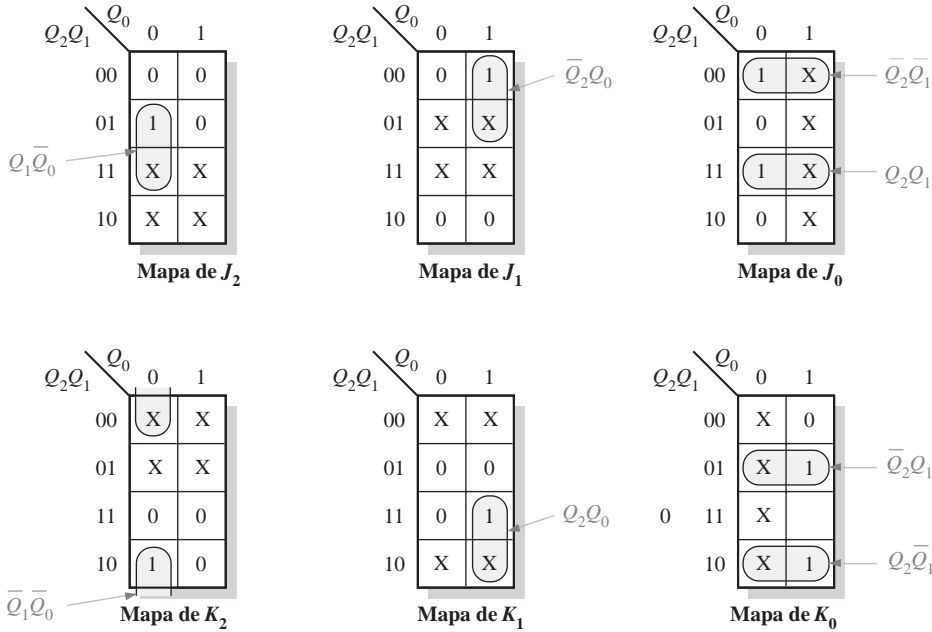 Q₀ Q₀ Q₀
Q₂Q₁ 0 1 Q₂Q₁ 0 1 Q₂Q₁ 0 1
00 0 0 00 0 1 Q̅₂Q₀ 00 1 X Q̅₂Q̅₁
01 1 0 01 X X 01 0 X
Q₁Q̅₀ 11 X X 11 X X 11 1 X Q₂Q₁
10 X X 10 0 0 10 0 X
Mapa de J₂ Mapa de J₁ Mapa de J₀
Q₀ Q₀ Q₀
Q₂Q₁ 0 1 Q₂Q₁ 0 1 Q₂Q₁ 0 1
00 X X 00 X X 00 X 0
01 X X 01 0 0 01 X 1 Q̅₂Q₁
11 0 0 11 0 1 Q₂Q₀ 0 11 X
10 1 0 10 X X 10 X 1 Q₂Q̅₁
Q̅₁Q̅₀ Mapa de K₂ Mapa de K₁ Mapa de K₀